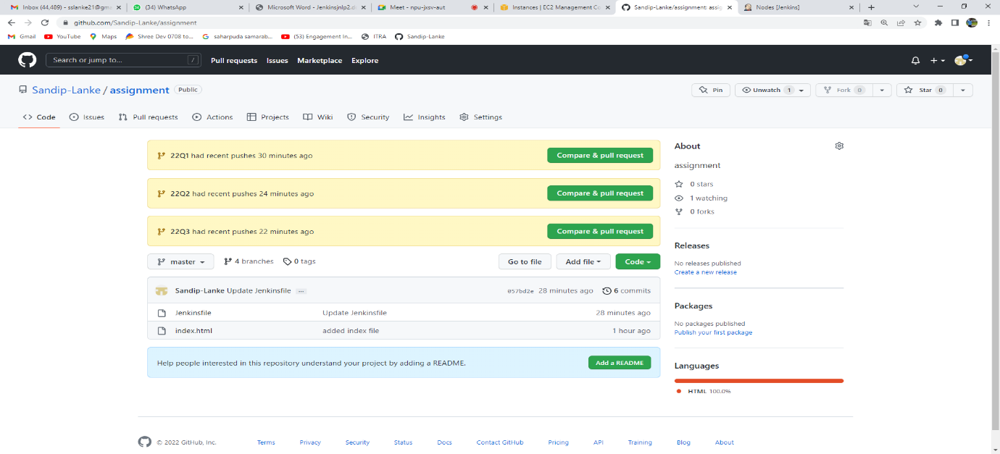 Inbox (44,489) - sslanke21@gm
(34) WhatsApp
Microsoft Word - Jenkinsjnlp2.d
Meet - npu-jxsv-aut
Instances | EC2 Management Co
Sandip-Lanke/assignment: assig
Nodes [Jenkins]
github.com/Sandip-Lanke/assignment
Gmail
YouTube
Maps
Shree Dev 0708 to...
saharpuda samarab...
(53) Engagement In...
ITRA
Sandip-Lanke
Search or jump to...
/
Pull requests
Issues
Marketplace
Explore
Sandip-Lanke / assignment
Public
Pin
Unwatch 1
Fork 0
Star 0
Code
Issues
Pull requests
Actions
Projects
Wiki
Security
Insights
Settings
22Q1 had recent pushes 30 minutes ago
Compare & pull request
22Q2 had recent pushes 24 minutes ago
Compare & pull request
22Q3 had recent pushes 22 minutes ago
Compare & pull request
master
4 branches
0 tags
Go to file
Add file
Code
Sandip-Lanke Update Jenkinsfile ...
057bd2e 28 minutes ago
6 commits
Jenkinsfile
Update Jenkinsfile
28 minutes ago
index.html
added index file
1 hour ago
Help people interested in this repository understand your project by adding a README.
Add a README
About
assignment
0 stars
1 watching
0 forks
Releases
No releases published
Create a new release
Packages
No packages published
Publish your first package
Languages
HTML 100.0%
© 2022 GitHub, Inc.
Terms
Privacy
Security
Status
Docs
Contact GitHub
Pricing
API
Training
Blog
About